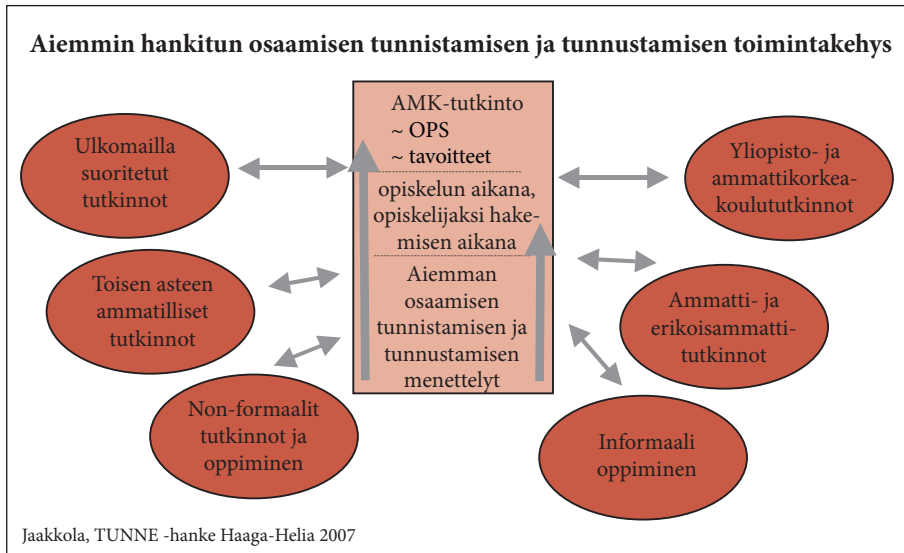 Aiemmin hankitun osaamisen tunnistamisen ja tunnustamisen toimintakehys
AMK-tutkinto
~ OPS
~ tavoitteet
opiskelun aikana,
opiskelijaksi hake-
misen aikana
Aiemman
osaamisen
tunnistamisen ja
tunnustamisen
menettelyt
Ulkomailla
suoritetut
tutkinnot
Toisen asteen
ammatilliset
tutkinnot
Non-formaalit
tutkinnot ja
oppiminen
Yliopisto- ja
ammattikorkea-
koulututkinnot
Ammatti- ja
erikoisammatti-
tutkinnot
Informaali
oppiminen
Jaakkola, TUNNE -hanke Haaga-Helia 2007